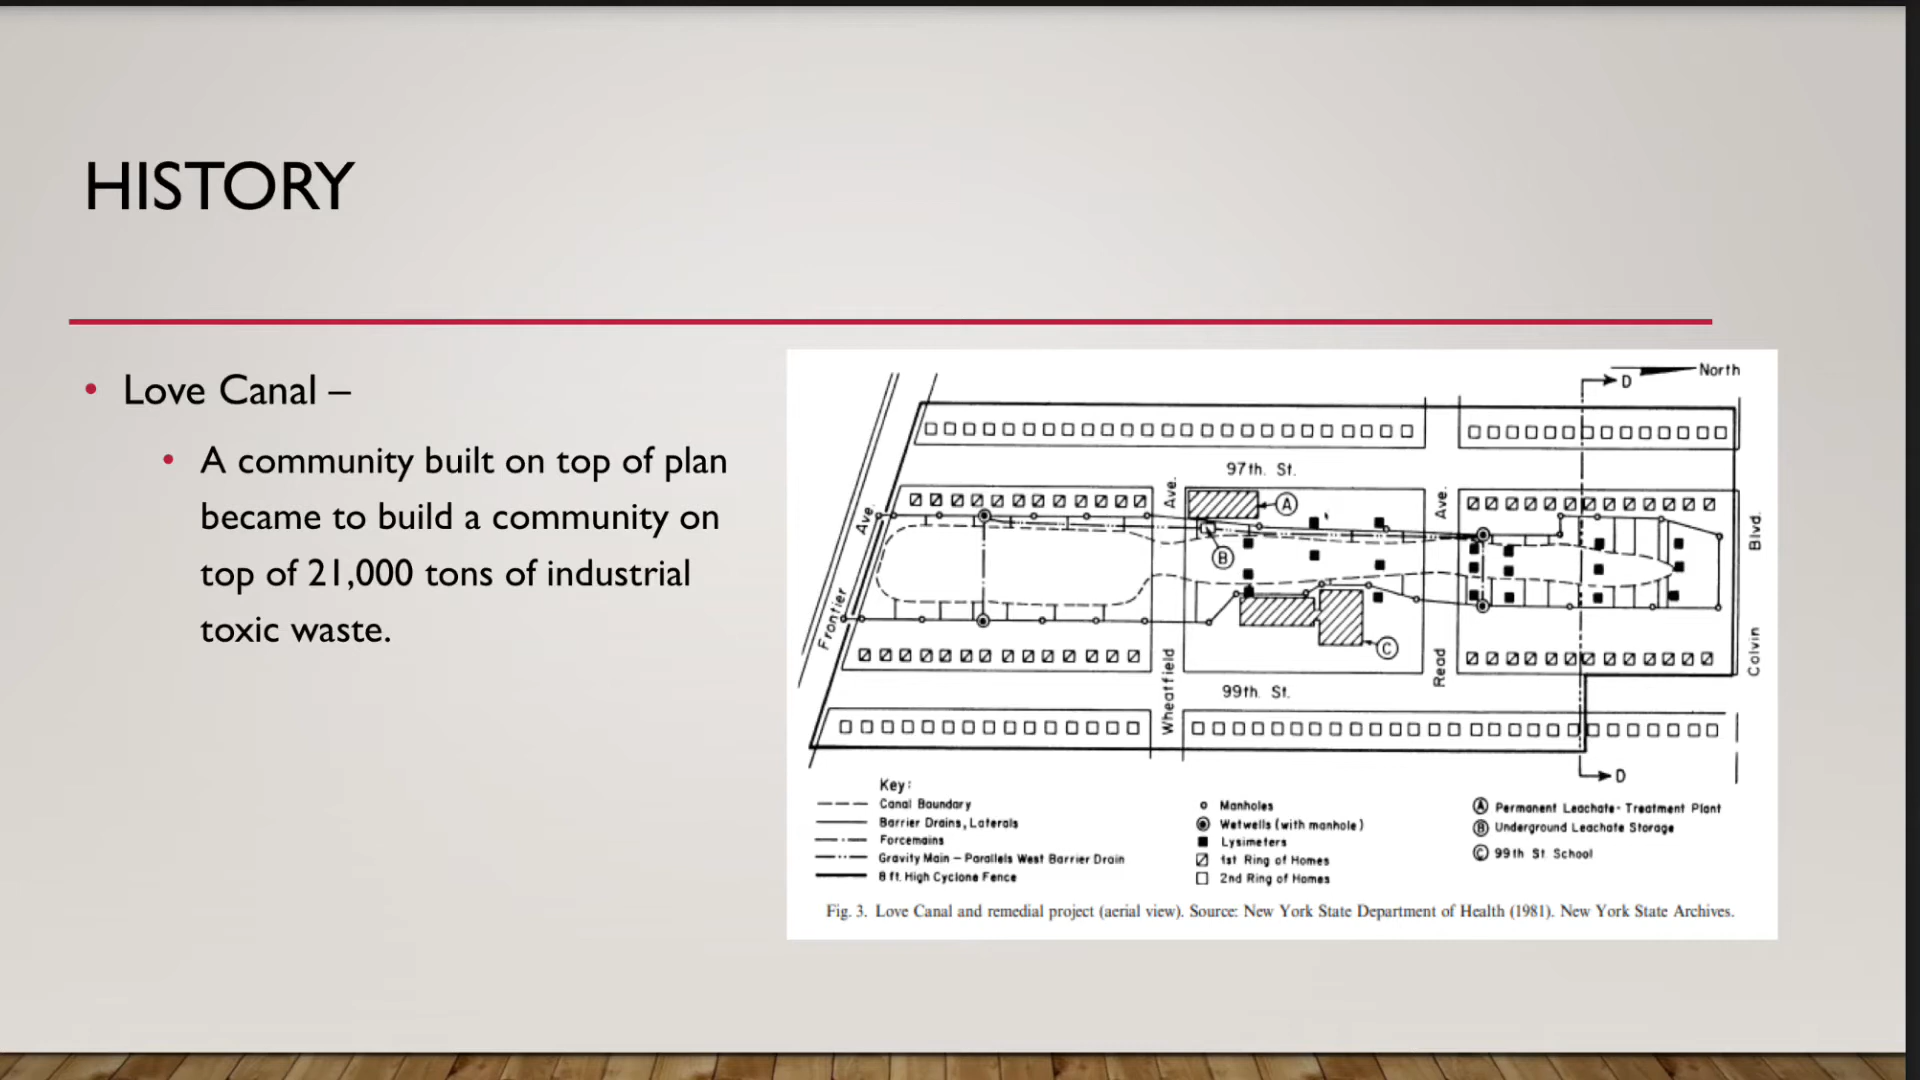 HISTORY
• Love Canal –
• A community built on top of plan
became to build a community on
top of 21,000 tons of industrial
toxic waste.
North
D
97th. St.
Ave.
A
Ave.
Ave.
B
Blvd.
Frontier
C
Wheatfield
Read
Colvin
99th. St.
D
Key:
Canal Boundary
Barrier Drains, Laterals
Forcemains
Gravity Main – Parallels West Barrier Drain
8 ft. High Cyclone Fence
Manholes
Wetwells (with manhole)
Lysimeters
1st Ring of Homes
2nd Ring of Homes
A Permanent Leachate-Treatment Plant
B Underground Leachate Storage
C 99th St. School
Fig. 3. Love Canal and remedial project (aerial view). Source: New York State Department of Health (1981). New York State Archives.